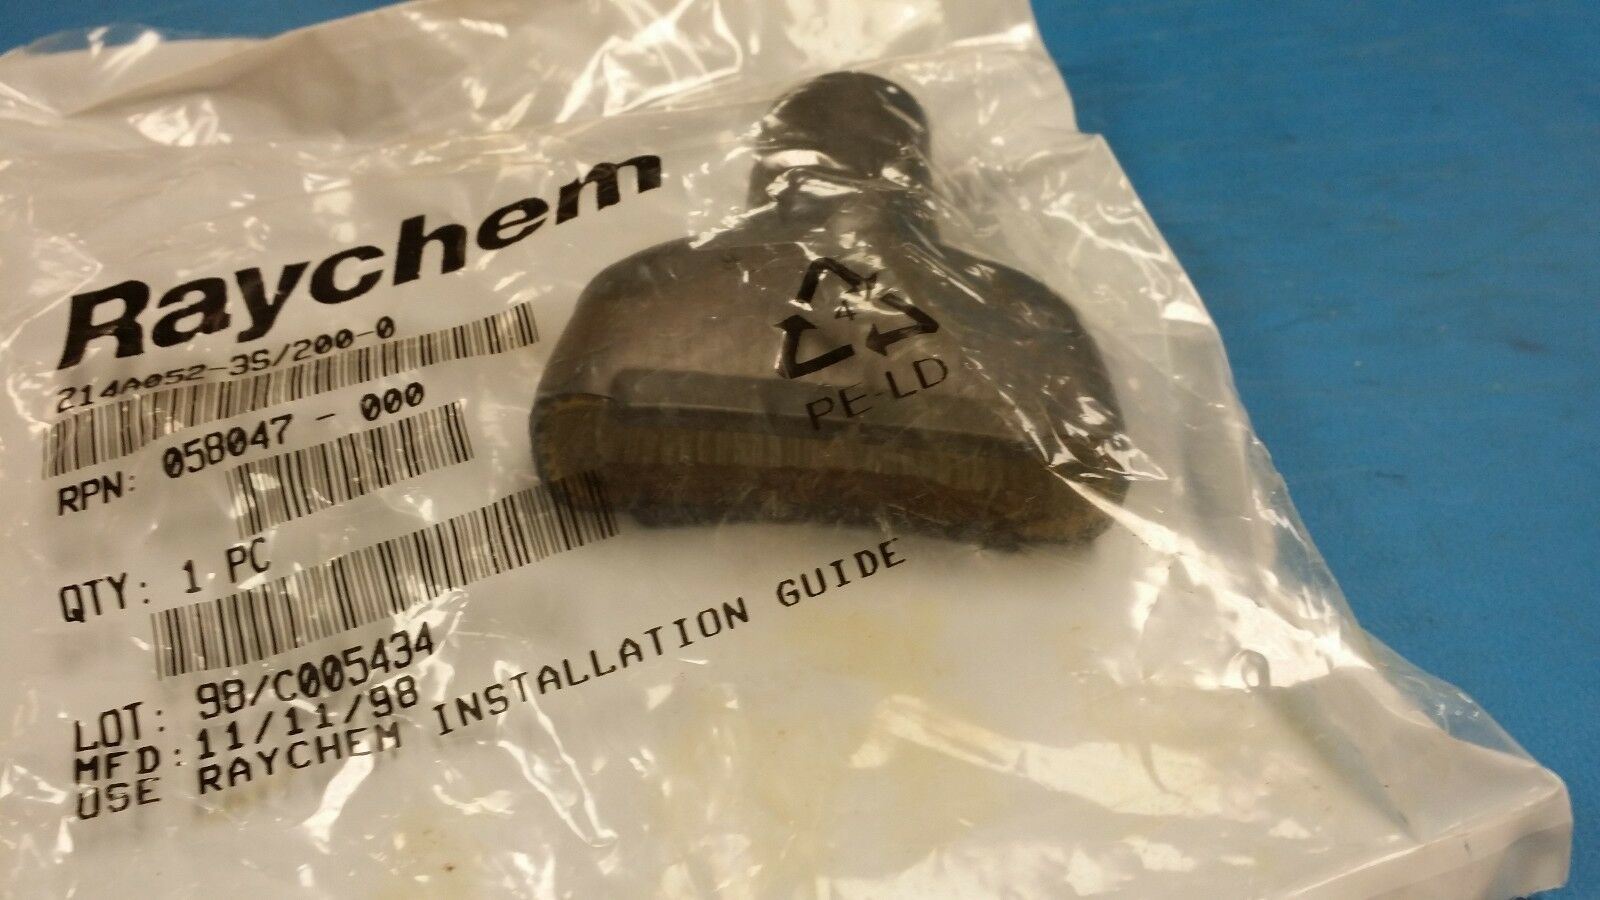 Raychem
214A052-3S/200-0
RPN: 058047 - 000
QTY: 1 PC
LOT: 98/C005434
MFD: 11/11/98
USE RAYCHEM INSTALLATION GUIDE
4
PE-LD